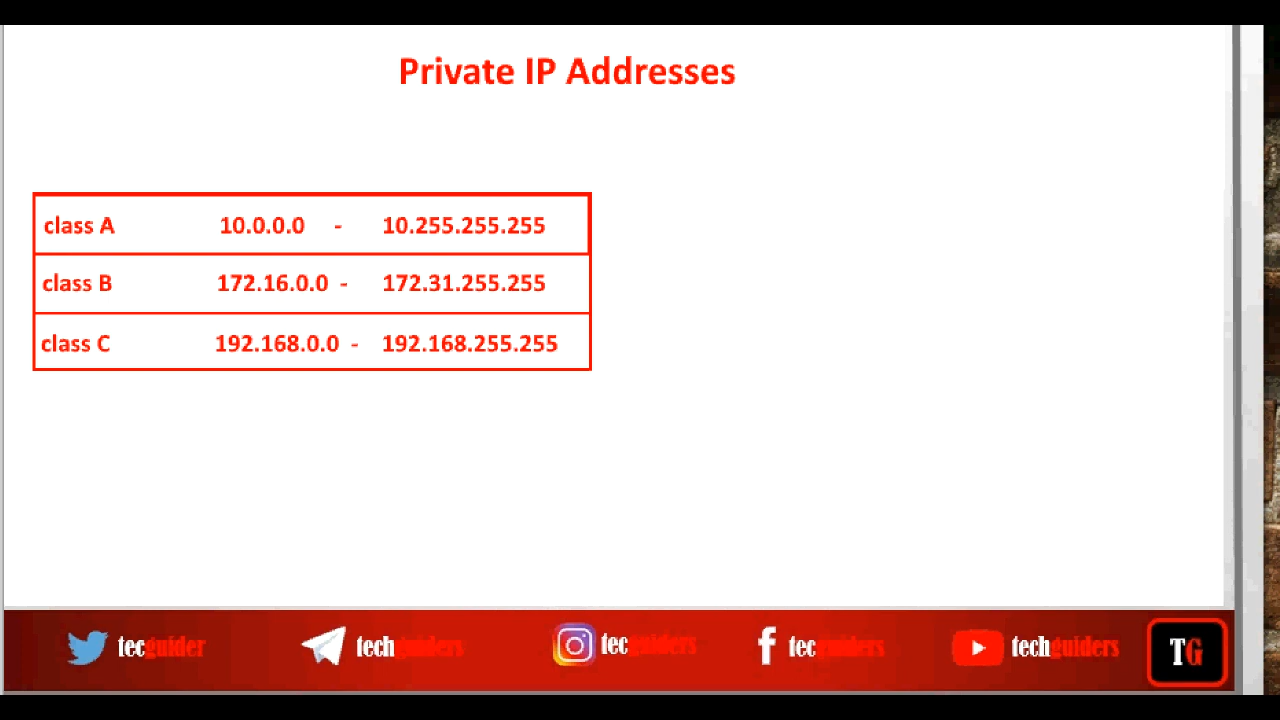 Private IP Addresses
class A 10.0.0.0 - 10.255.255.255
class B 172.16.0.0 - 172.31.255.255
class C 192.168.0.0 - 192.168.255.255
tecguider techguiders tecguiders tecguiders techguiders TG